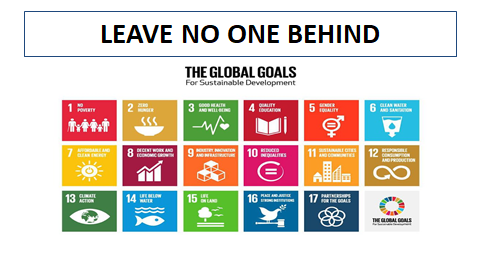 LEAVE NO ONE BEHIND
THE GLOBAL GOALS
For Sustainable Development
1 NO
POVERTY
2 ZERO
HUNGER
3 GOOD HEALTH
AND WELL-BEING
4 QUALITY
EDUCATION
5 GENDER
EQUALITY
6 CLEAN WATER
AND SANITATION
7 AFFORDABLE AND
CLEAN ENERGY
8 DECENT WORK AND
ECONOMIC GROWTH
9 INDUSTRY, INNOVATION
AND INFRASTRUCTURE
10 REDUCED
INEQUALITIES
11 SUSTAINABLE CITIES
AND COMMUNITIES
12 RESPONSIBLE
CONSUMPTION
AND PRODUCTION
13 CLIMATE
ACTION
14 LIFE BELOW
WATER
15 LIFE
ON LAND
16 PEACE AND JUSTICE
STRONG INSTITUTIONS
17 PARTNERSHIPS
FOR THE GOALS
THE GLOBAL GOALS
For Sustainable Development